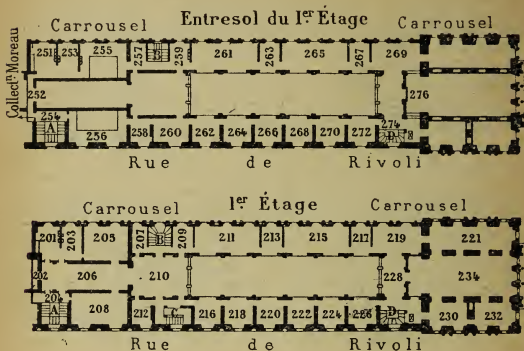 Entresol du 1er Étage
Carrousel
Carrousel
Collectn Moreau
251 253 255 257 B 259 261 263 265 267 269
252
276
254
A 256 258 260 262 264 266 268 270 272 274 D
Rue de Rivoli
1er Étage
Carrousel
Carrousel
201 203 205 207 B 209 211 213 215 217 219 221
202 206 210 228 234
204
A 208 212 C 216 218 220 222 224 226 D 230 232
Rue de Rivoli